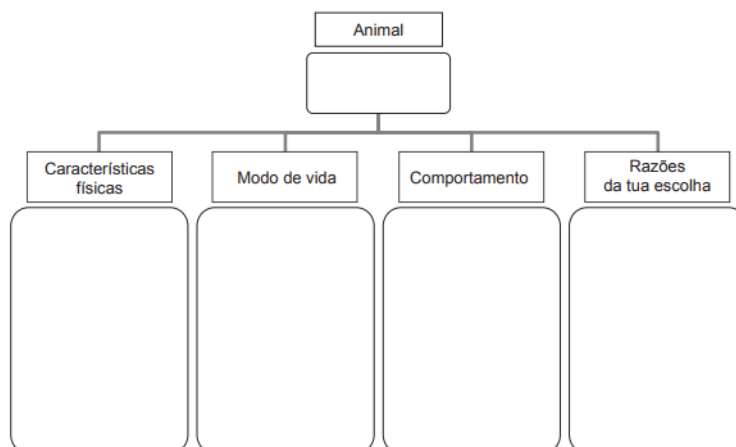 Animal
Características
físicas
Modo de vida
Comportamento
Razões
da tua escolha